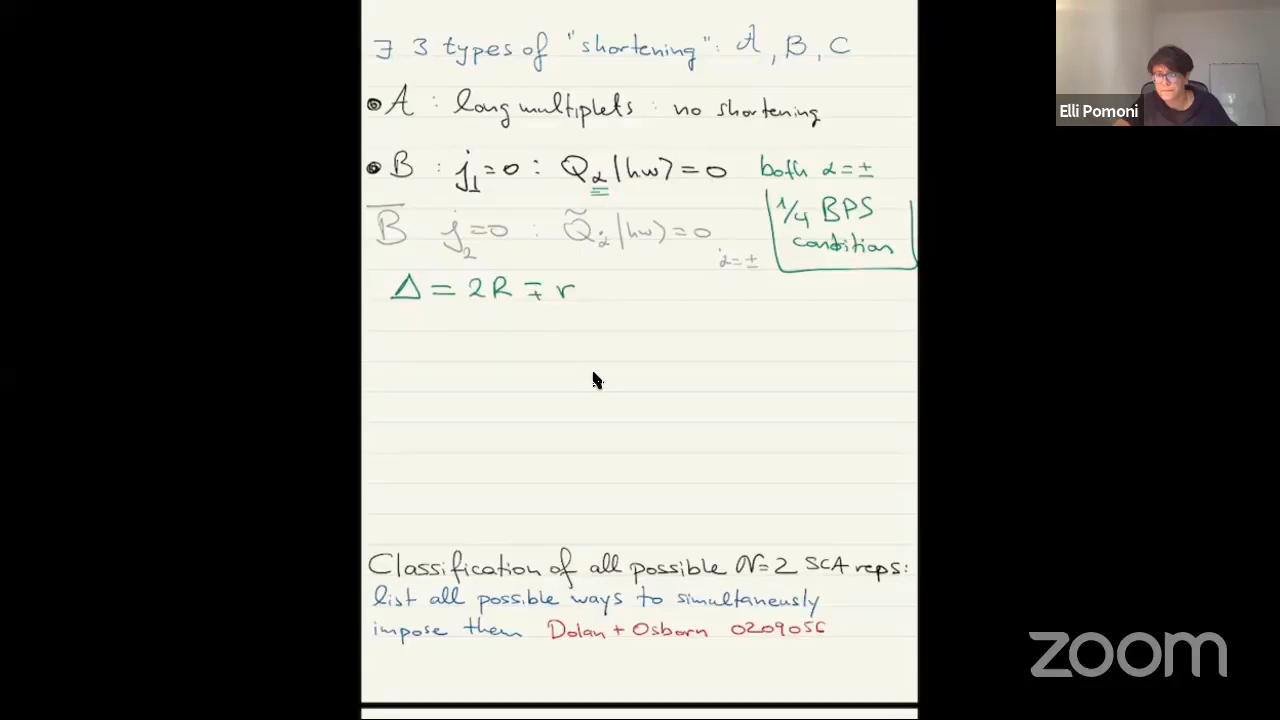 ∃ 3 types of "shortening": A, B, C
• A : long multiplets : no shortening
• B : j₁=0 : Q_α|hw⟩=0 both α=±
1/4 BPS condition
B̄ j₂=0 : Q̃_α̇|hw⟩=0 α̇=±
Δ = 2R ∓ r
Classification of all possible N=2 SCA reps:
list all possible ways to simultaneusly
impose them Dolan + Osborn 0209056
Elli Pomoni
zoom